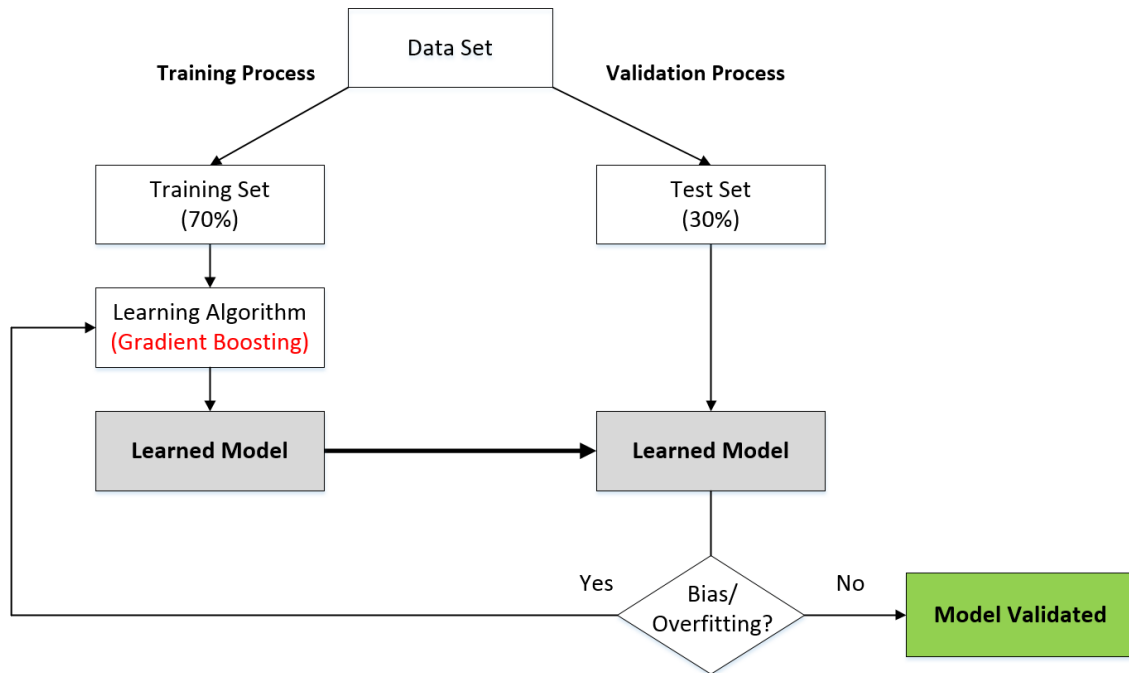 Data Set
Training Process
Validation Process
Training Set
(70%)
Test Set
(30%)
Learning Algorithm
(Gradient Boosting)
Learned Model
Learned Model
Yes
Bias/
Overfitting?
No
Model Validated